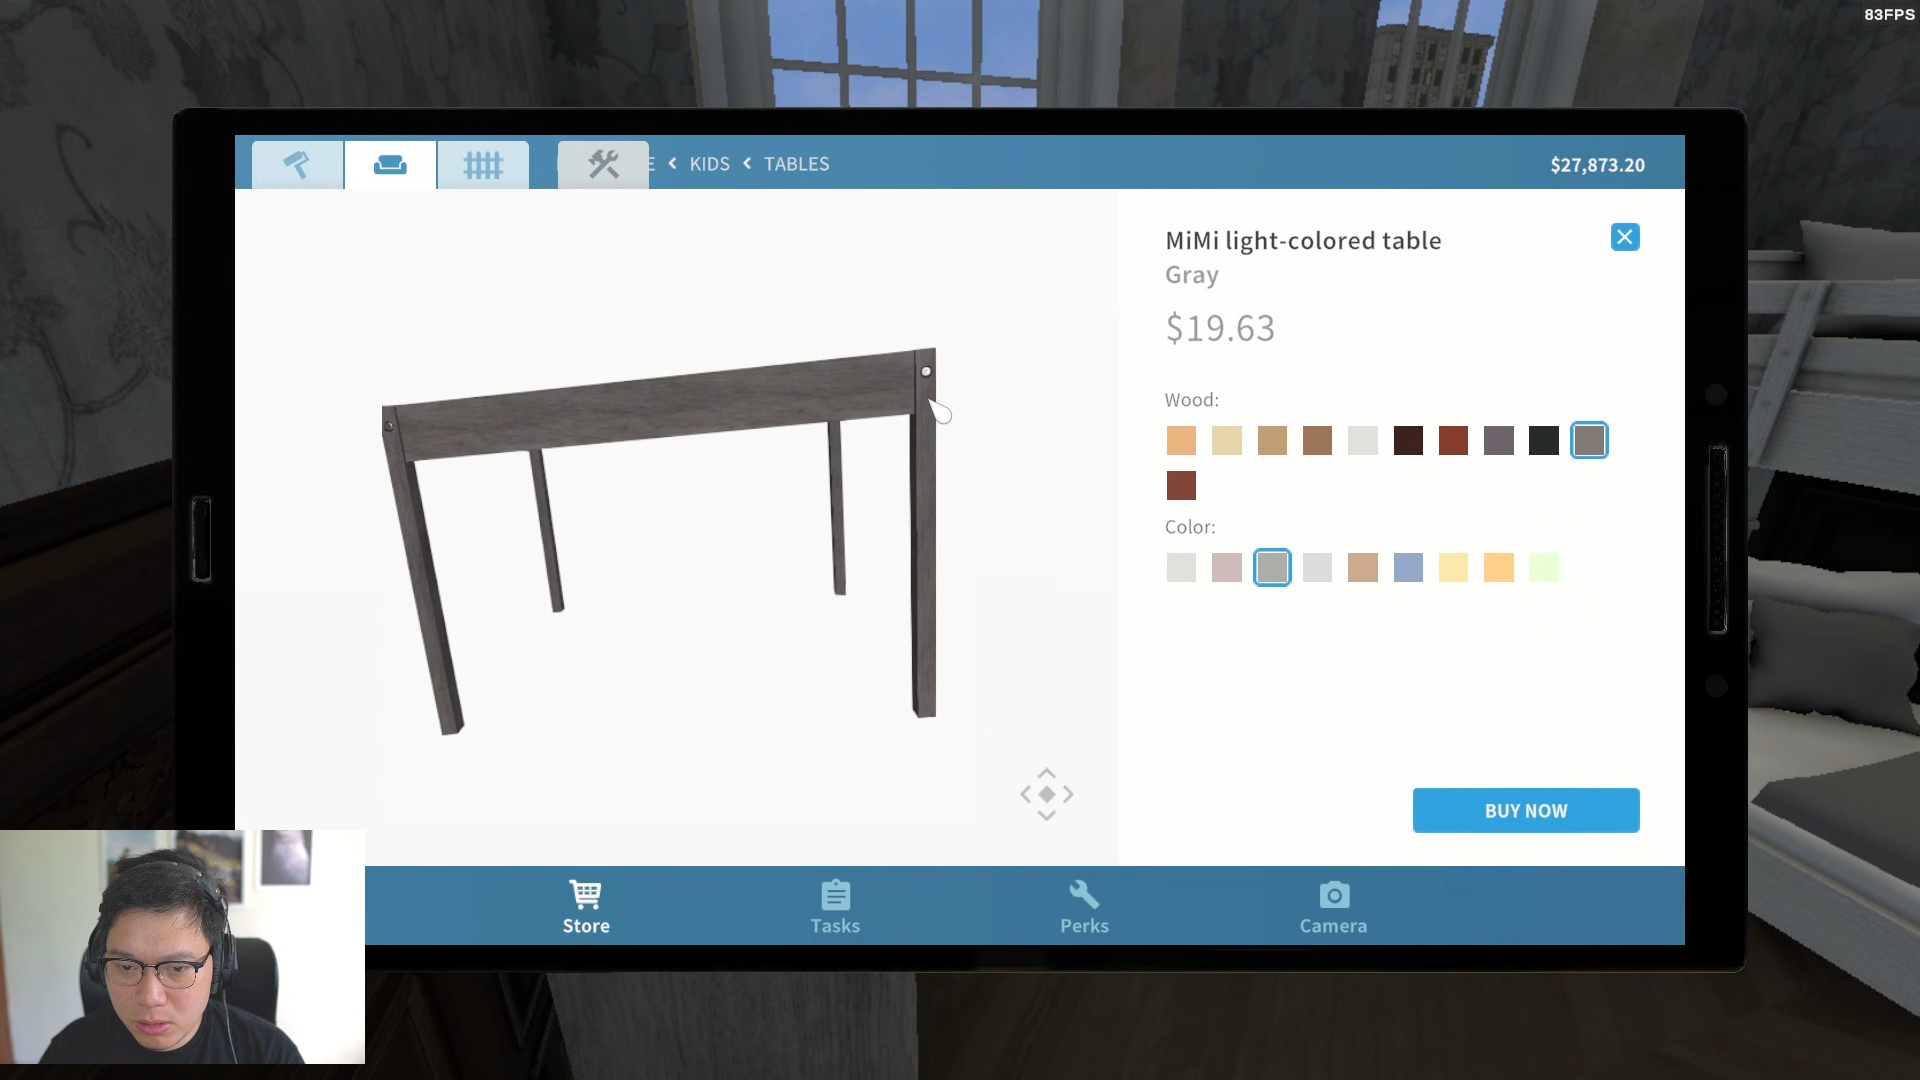 83FPS
E < KIDS < TABLES
$27,873.20
MiMi light-colored table
Gray
$19.63
Wood:
Color:
BUY NOW
Store
Tasks
Perks
Camera